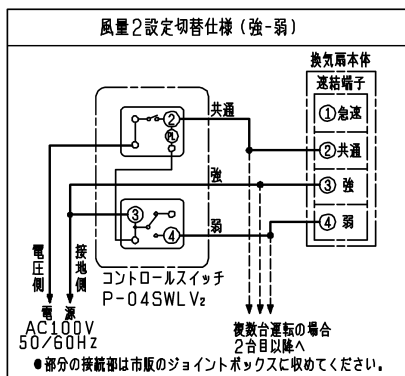 風量2設定切替仕様(強-弱)
換気扇本体
速結端子
①急速
②共通
③ 強
④ 弱
共通
②
PL
強
③
④
弱
電圧側
接地側
コントロールスイッチ
P-04SWLV₂
電 源
AC100V
50/60Hz
複数台運転の場合
2台目以降へ
●部分の接続部は市販のジョイントボックスに収めてください。